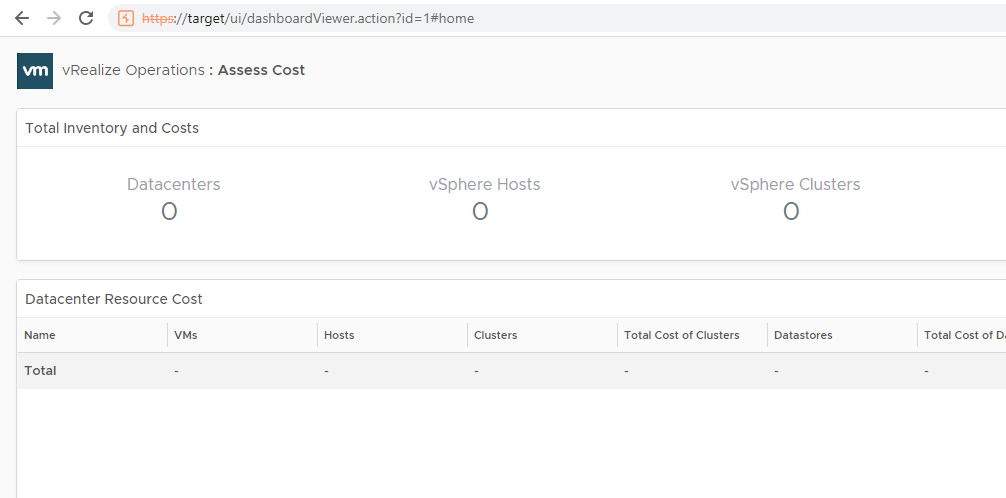 https://target/ui/dashboardViewer.action?id=1#home
vm vRealize Operations : Assess Cost
Total Inventory and Costs
Datacenters vSphere Hosts vSphere Clusters
0 0 0
Datacenter Resource Cost
Name VMs Hosts Clusters Total Cost of Clusters Datastores Total Cost of Da
Total - - - - - -